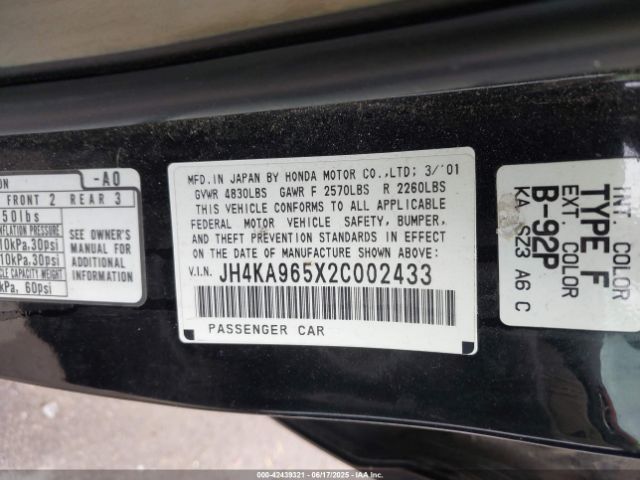 ON -A0
FRONT 2 REAR 3
50lbs
NFLATION PRESSURE
10kPa,30psi
10kPa,30psi
CLE CAPACITY WEIGHT
kPa, 60psi
SEE OWNER'S
MANUAL FOR
ADDITIONAL
INFORMATION
MFD.IN JAPAN BY HONDA MOTOR CO.,LTD; 3/'01
GVWR 4830LBS GAWR F 2570LBS R 2260LBS
THIS VEHICLE CONFORMS TO ALL APPLICABLE
FEDERAL MOTOR VEHICLE SAFETY, BUMPER,
AND THEFT PREVENTION STANDARDS IN EFFECT
ON THE DATE OF MANUFACTURE SHOWN ABOVE:
V.I.N. JH4KA965X2C002433
PASSENGER CAR
INT. COLOR
TYPE F
EXT. COLOR
B-92P
KA SZ3 A6 C
000-42439321 - 06/17/2025 - IAA Inc.